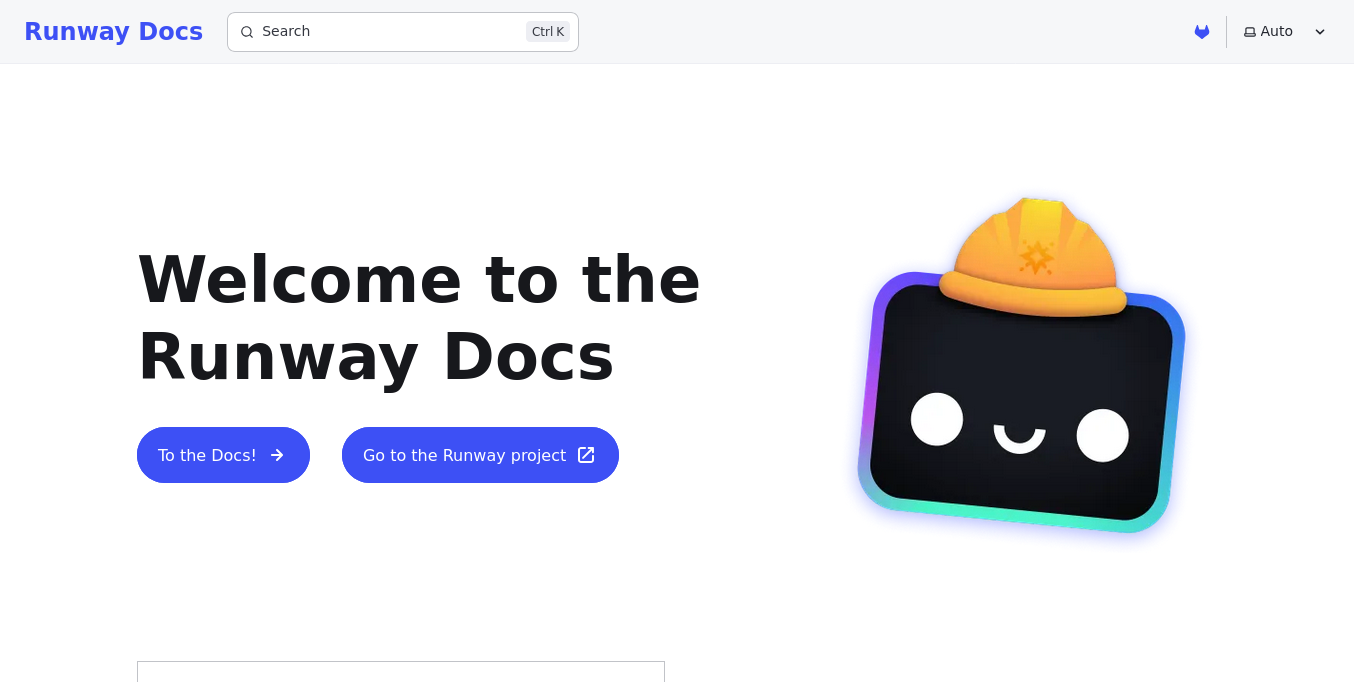 Runway Docs
Search
Ctrl K
Auto
Welcome to the
Runway Docs
To the Docs!
Go to the Runway project